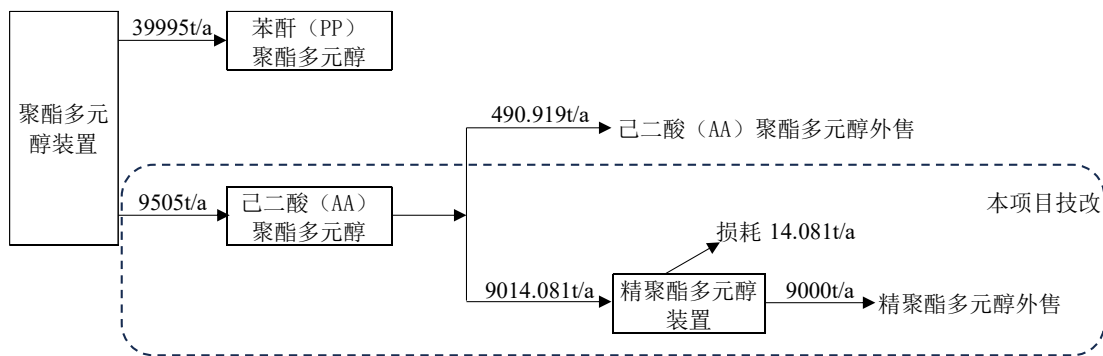 39995t/a
苯酐（PP）
聚酯多元醇
聚酯多元
醇装置
490.919t/a
己二酸（AA）聚酯多元醇外售
9505t/a
己二酸（AA）
聚酯多元醇
本项目技改
损耗 14.081t/a
9014.081t/a
精聚酯多元醇
装置
9000t/a
精聚酯多元醇外售